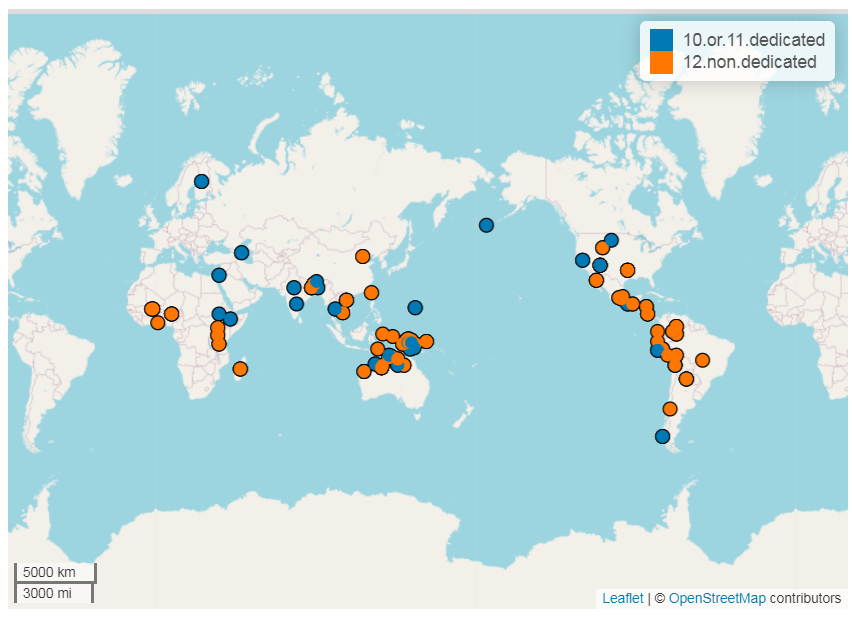 10.or.11.dedicated
12.non.dedicated
5000 km
3000 mi
Leaflet | © OpenStreetMap contributors